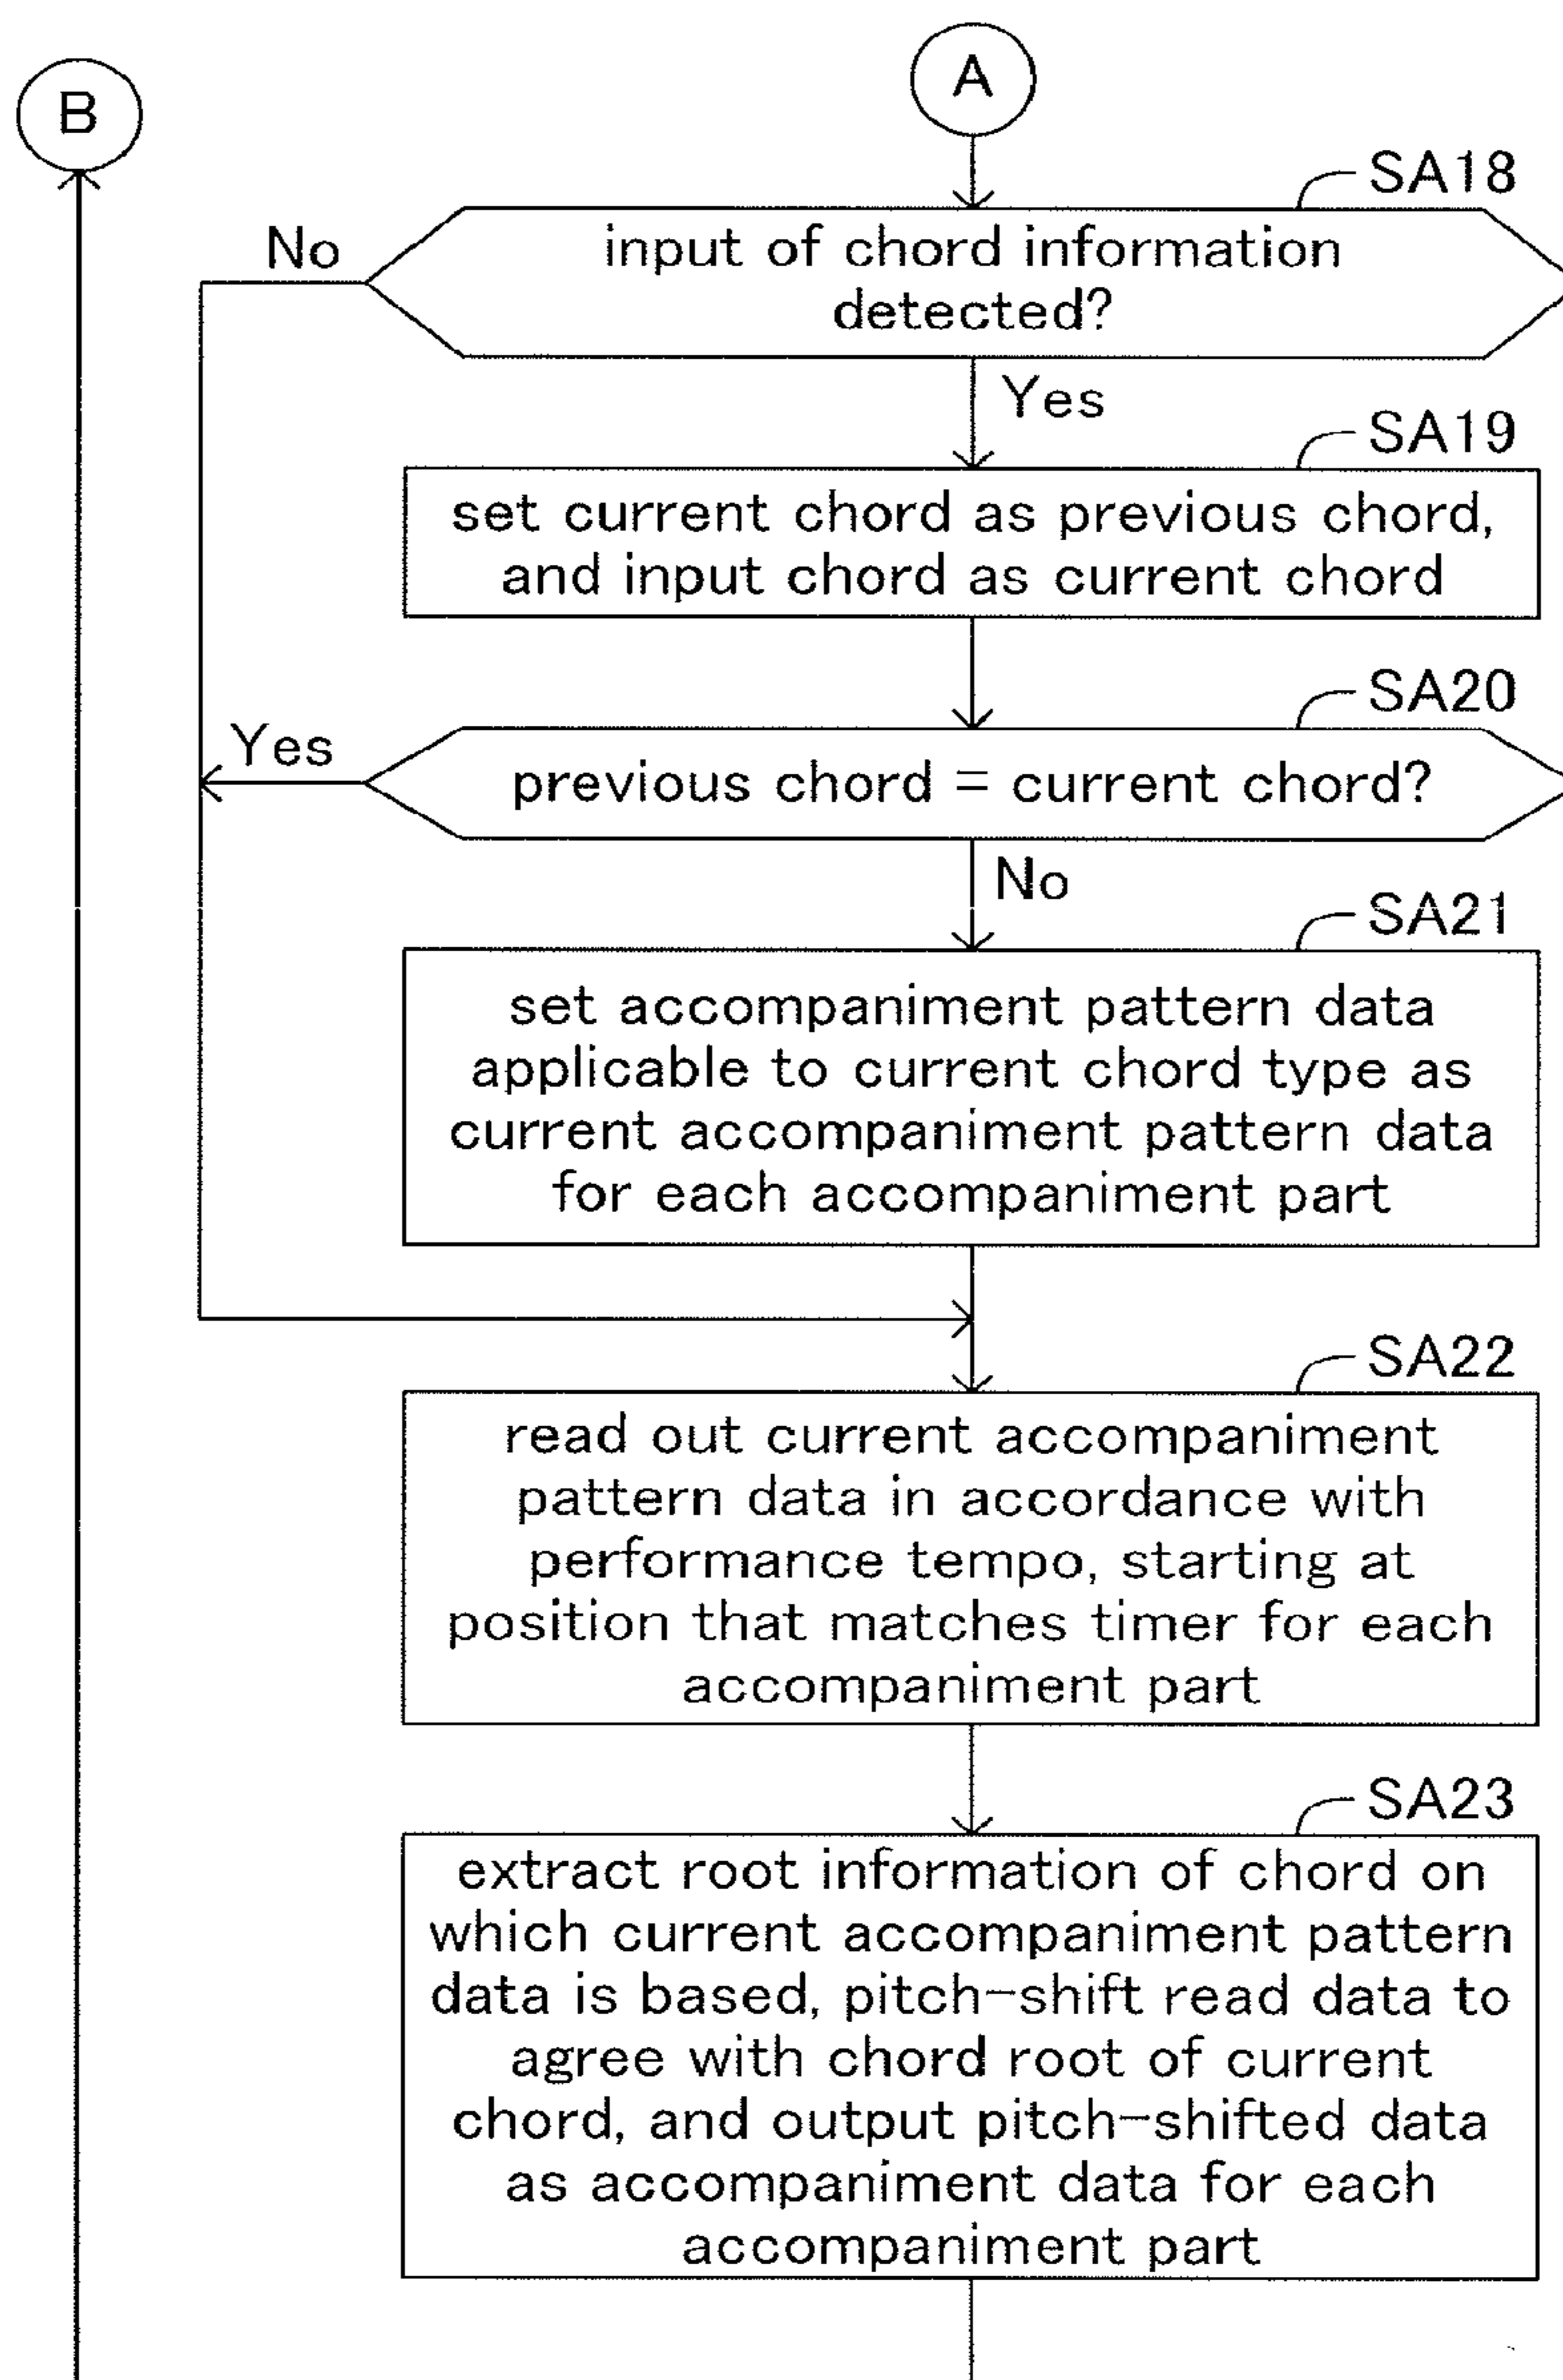 B
A
SA18
No
input of chord information
detected?
Yes
SA19
set current chord as previous chord,
and input chord as current chord
SA20
Yes
previous chord = current chord?
No
SA21
set accompaniment pattern data
applicable to current chord type as
current accompaniment pattern data
for each accompaniment part
SA22
read out current accompaniment
pattern data in accordance with
performance tempo, starting at
position that matches timer for each
accompaniment part
SA23
extract root information of chord on
which current accompaniment pattern
data is based, pitch-shift read data to
agree with chord root of current
chord, and output pitch-shifted data
as accompaniment data for each
accompaniment part